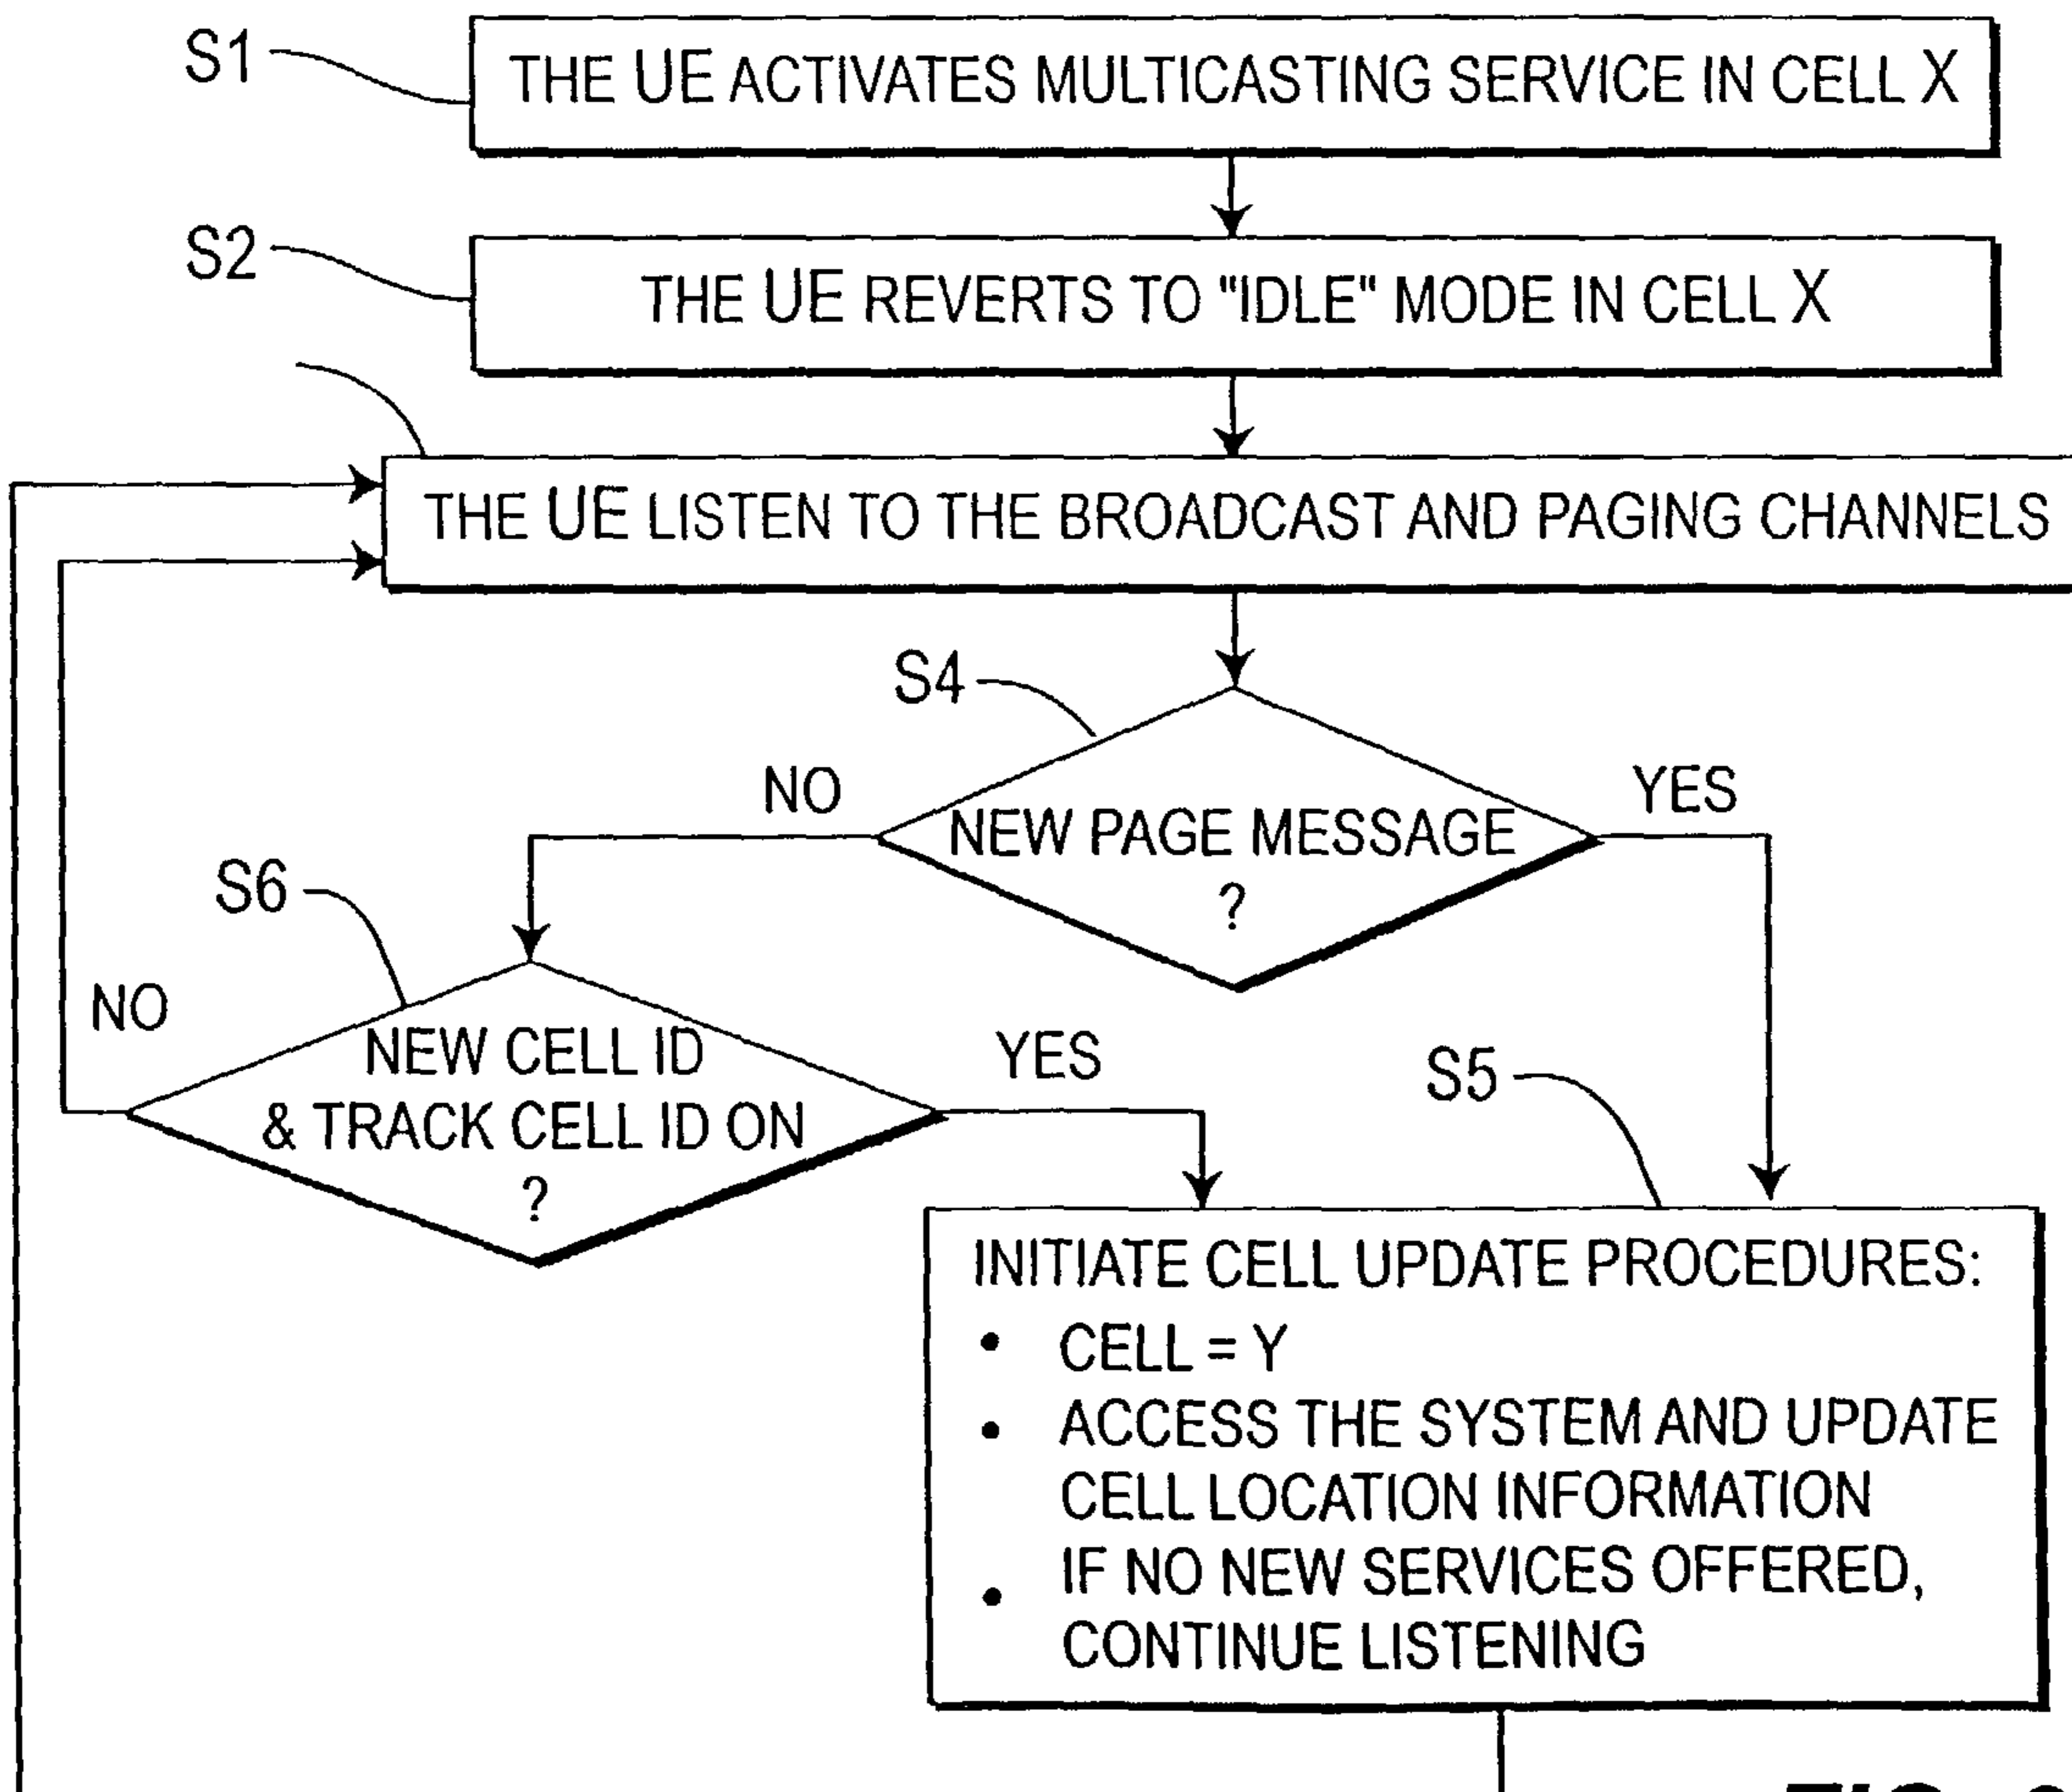 S1
THE UE ACTIVATES MULTICASTING SERVICE IN CELL X
S2
THE UE REVERTS TO "IDLE" MODE IN CELL X
THE UE LISTEN TO THE BROADCAST AND PAGING CHANNELS
S4
NO
YES
NEW PAGE MESSAGE
?
S6
NO
NEW CELL ID
& TRACK CELL ID ON
?
YES
S5
INITIATE CELL UPDATE PROCEDURES:
• CELL = Y
• ACCESS THE SYSTEM AND UPDATE
CELL LOCATION INFORMATION
IF NO NEW SERVICES OFFERED,
• CONTINUE LISTENING